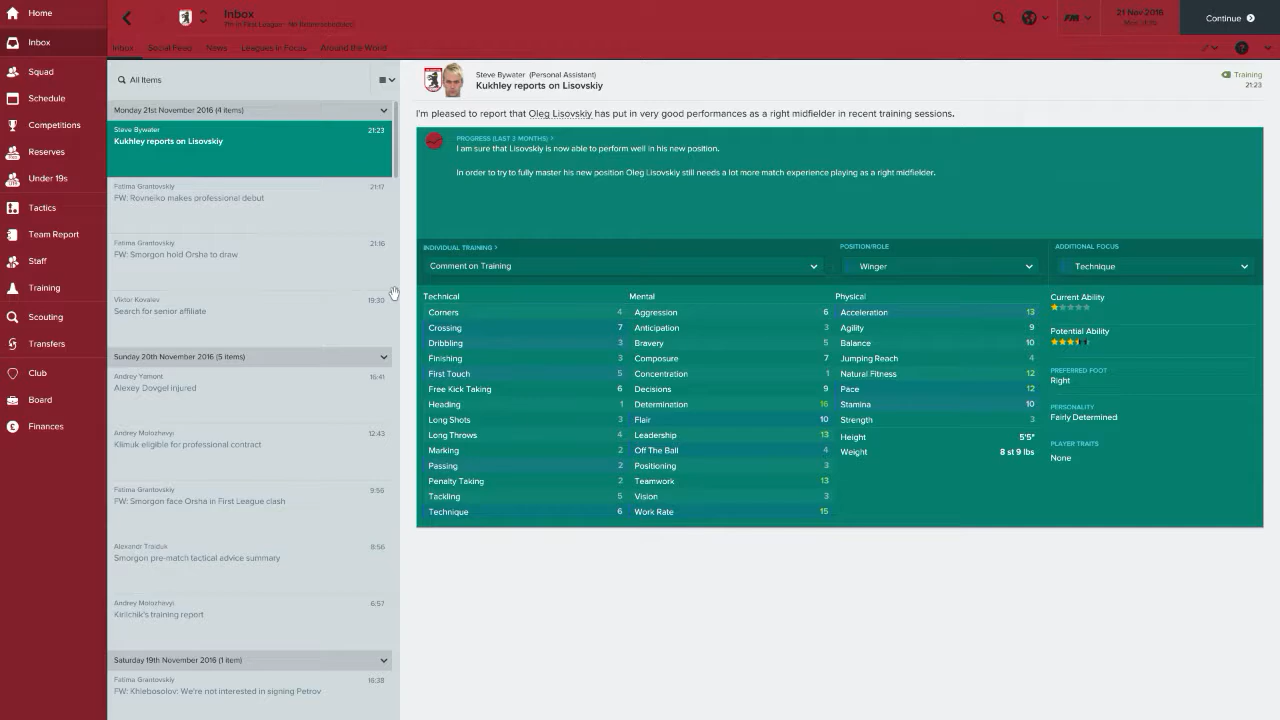 Home
Inbox
Squad
Schedule
Competitions
Reserves
Under 19s
Tactics
Team Report
Staff
Training
Scouting
Transfers
Club
Board
Finances
Inbox
7th in First League - No
FM
21 Nov 2016
Continue
Inbox
Social Feed
News
Leagues In Focus
Around the World
All Items
Monday 21st November 2016 (4 items)
Steve Bywater 21:23
Kukhley reports on Lisovskiy
Fatima Grantovskiy 21:17
FW: Rovneiko makes professional debut
Fatima Grantovskiy 21:16
FW: Smorgon hold Orsha to draw
Viktor Kovalev 19:30
Search for senior affiliate
Sunday 20th November 2016 (5 items)
Andrey Yamont 16:41
Alexey Dovgel injured
Andrey Molozhavyi 12:43
Klimuk eligible for professional contract
Fatima Grantovskiy 9:56
FW: Smorgon face Orsha in First League clash
Alexandr Traiduk 8:56
Smorgon pre-match tactical advice summary
Andrey Molozhavyi 6:57
Kirlichik's training report
Saturday 19th November 2016 (1 item)
Fatima Grantovskiy 16:38
FW: Khlebosolov: We're not interested in signing Petrov
Steve Bywater (Personal Assistant)
Kukhley reports on Lisovskiy
Training
21:23
I'm pleased to report that Oleg Lisovskiy has put in very good performances as a right midfielder in recent training sessions.
PROGRESS (LAST 3 MONTHS) >
I am sure that Lisovskiy is now able to perform well in his new position.
In order to try to fully master his new position Oleg Lisovskiy still needs a lot more match experience playing as a right midfielder.
INDIVIDUAL TRAINING >
Comment on Training
POSITION/ROLE
Winger
ADDITIONAL FOCUS
Technique
Technical
Corners 4
Crossing 7
Dribbling 3
Finishing 3
First Touch 5
Free Kick Taking 6
Heading 1
Long Shots 3
Long Throws 4
Marking 2
Passing 2
Penalty Taking 2
Tackling 5
Technique 6
Mental
Aggression 6
Anticipation 3
Bravery 5
Composure 7
Concentration 1
Decisions 9
Determination 16
Flair 10
Leadership 13
Off The Ball 4
Positioning 3
Teamwork 13
Vision 3
Work Rate 15
Physical
Acceleration 13
Agility 9
Balance 10
Jumping Reach 4
Natural Fitness 12
Pace 12
Stamina 10
Strength 3
Height 5'5"
Weight 8 st 9 lbs
Current Ability
Potential Ability
PREFERRED FOOT
Right
PERSONALITY
Fairly Determined
PLAYER TRAITS
None